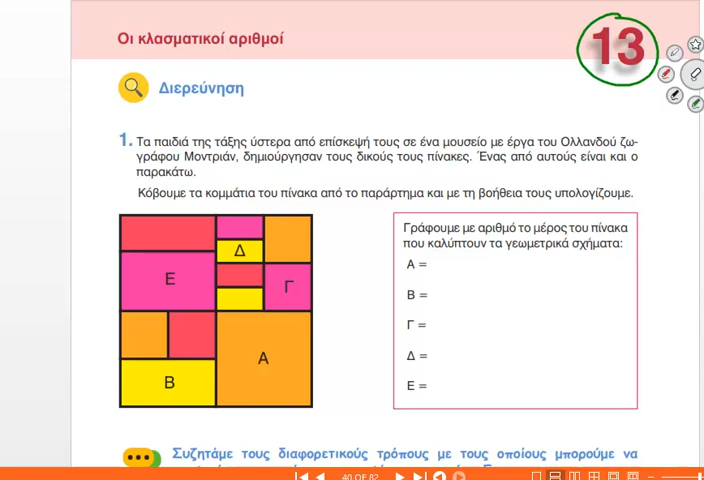 Οι κλασματικοί αριθμοί
13
Διερεύνηση
1. Τα παιδιά της τάξης ύστερα από επίσκεψή τους σε ένα μουσείο με έργα του Ολλανδού ζω-
γράφου Μοντριάν, δημιούργησαν τους δικούς τους πίνακες. Ένας από αυτούς είναι και ο
παρακάτω.
Κόβουμε τα κομμάτια του πίνακα από το παράρτημα και με τη βοήθεια τους υπολογίζουμε.
Δ
Ε
Γ
Α
Β
Γράφουμε με αριθμό το μέρος του πίνακα
που καλύπτουν τα γεωμετρικά σχήματα:
Α =
Β =
Γ =
Δ =
Ε =
Συζητάμε τους διαφορετικούς τρόπους με τους οποίους μπορούμε να
40 OF 82